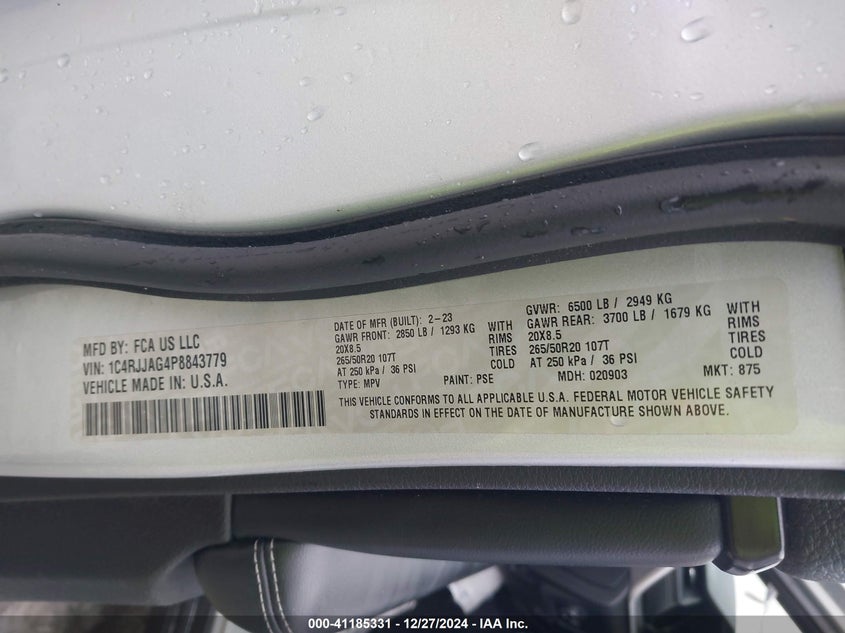 MFD BY: FCA US LLC
VIN: 1C4RJJAG4P8843779
VEHICLE MADE IN U.S.A.
DATE OF MFR (BUILT): 2-23
GAWR FRONT: 2850 LB / 1293 KG WITH
20X8.5 RIMS
265/50R20 107T TIRES
AT 250 kPA / 36 PSI COLD
TYPE: MPV PAINT: PSE
GVWR: 6500 LB / 2949 KG
GAWR REAR: 3700 LB / 1679 KG WITH
20X8.5 RIMS
265/50R20 107T TIRES
AT 250 kPA / 36 PSI COLD
MDH: 020903 MKT: 875
THIS VEHICLE CONFORMS TO ALL APPLICABLE U.S.A. FEDERAL MOTOR VEHICLE SAFETY
STANDARDS IN EFFECT ON THE DATE OF MANUFACTURE SHOWN ABOVE.
000-41185331 - 12/27/2024 - IAA Inc.